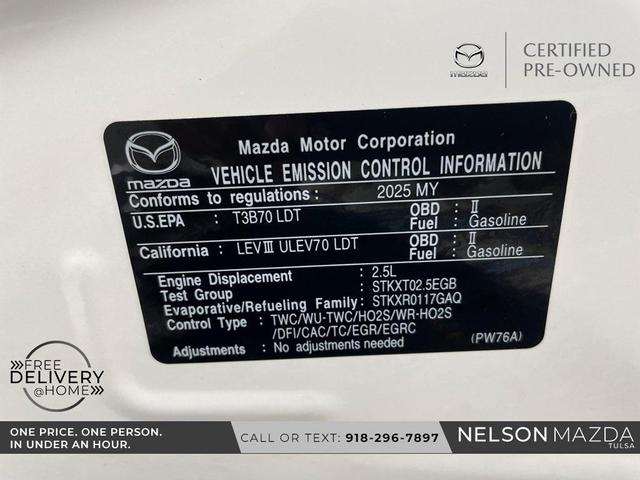 CERTIFIED
PRE-OWNED
mazda
Mazda Motor Corporation
VEHICLE EMISSION CONTROL INFORMATION
mazda
Conforms to regulations : 2025 MY
U.S.EPA : T3B70 LDT OBD : II
Fuel : Gasoline
California : LEVIII ULEV70 LDT OBD : II
Fuel : Gasoline
Engine Displacement : 2.5L
Test Group : STKXT02.5EGB
Evaporative/Refueling Family : STKXR0117GAQ
Control Type : TWC/WU-TWC/HO2S/WR-HO2S
/DFI/CAC/TC/EGR/EGRC
Adjustments : No adjustments needed
(PW76A)
FREE
DELIVERY
@HOME
ONE PRICE. ONE PERSON.
IN UNDER AN HOUR.
CALL OR TEXT: 918-296-7897
NELSON MAZDA
TULSA